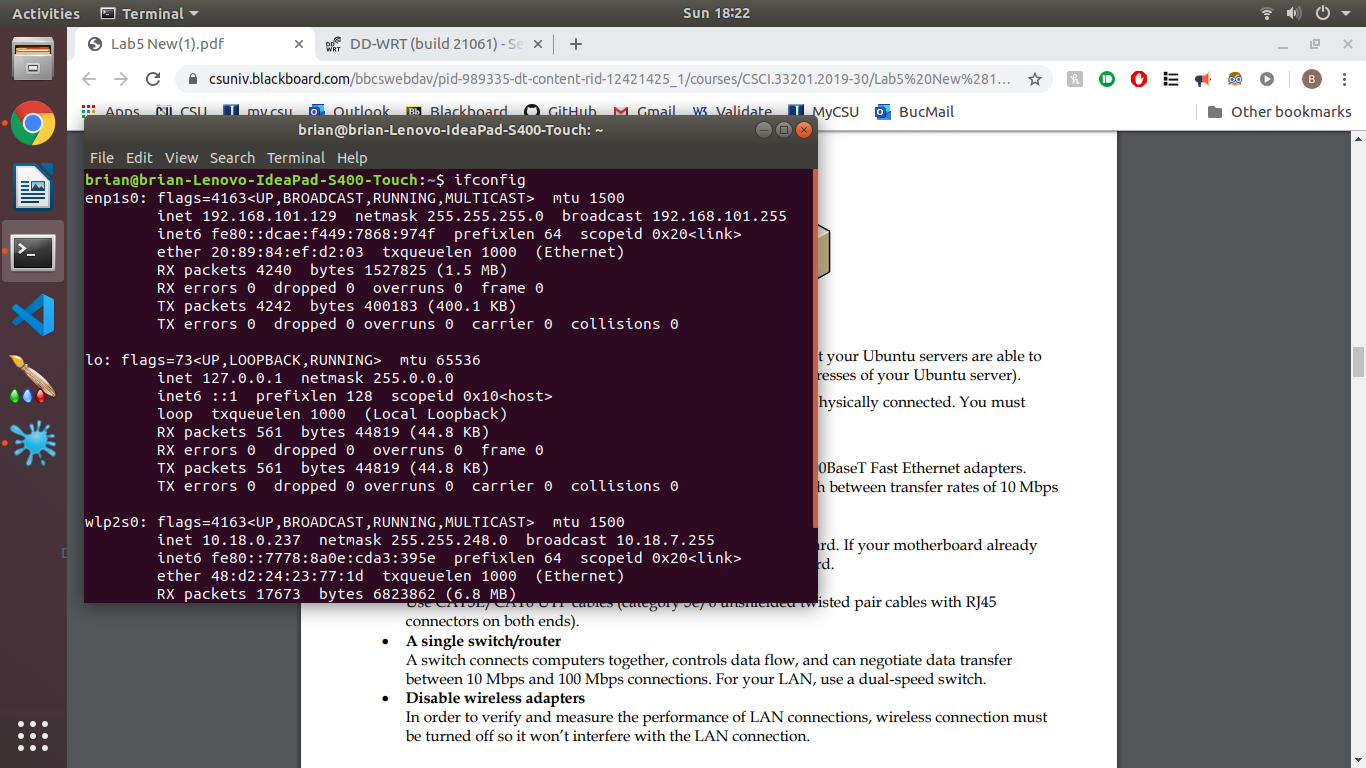 Activities Terminal Sun 18:22
Lab5 New(1).pdf DD-WRT (build 21061) - Se
csuniv.blackboard.com/bbcswebdav/pid-989335-dt-content-rid-12421425_1/courses/CSCI.33201.2019-30/Lab5%20New%281... B
Apps CSU my.csu Outlook Blackboard GitHub Gmail Validate MyCSU BucMail Other bookmarks
brian@brian-Lenovo-IdeaPad-S400-Touch: ~
File Edit View Search Terminal Help
brian@brian-Lenovo-IdeaPad-S400-Touch:~$ ifconfig
enp1s0: flags=4163<UP,BROADCAST,RUNNING,MULTICAST>  mtu 1500
        inet 192.168.101.129  netmask 255.255.255.0  broadcast 192.168.101.255
        inet6 fe80::dcae:f449:7868:974f  prefixlen 64  scopeid 0x20<link>
        ether 20:89:84:ef:d2:03  txqueuelen 1000  (Ethernet)
        RX packets 4240  bytes 1527825 (1.5 MB)
        RX errors 0  dropped 0  overruns 0  frame 0
        TX packets 4242  bytes 400183 (400.1 KB)
        TX errors 0  dropped 0 overruns 0  carrier 0  collisions 0
lo: flags=73<UP,LOOPBACK,RUNNING>  mtu 65536
        inet 127.0.0.1  netmask 255.0.0.0
        inet6 ::1  prefixlen 128  scopeid 0x10<host>
        loop  txqueuelen 1000  (Local Loopback)
        RX packets 561  bytes 44819 (44.8 KB)
        RX errors 0  dropped 0  overruns 0  frame 0
        TX packets 561  bytes 44819 (44.8 KB)
        TX errors 0  dropped 0 overruns 0  carrier 0  collisions 0
wlp2s0: flags=4163<UP,BROADCAST,RUNNING,MULTICAST>  mtu 1500
        inet 10.18.0.237  netmask 255.255.248.0  broadcast 10.18.7.255
        inet6 fe80::7778:8a0e:cda3:395e  prefixlen 64  scopeid 0x20<link>
        ether 48:d2:24:23:77:1d  txqueuelen 1000  (Ethernet)
        RX packets 17673  bytes 6823862 (6.8 MB)
t your Ubuntu servers are able to
resses of your Ubuntu server).
hysically connected. You must
0BaseT Fast Ethernet adapters.
h between transfer rates of 10 Mbps
rd. If your motherboard already
rd.
Use CAT5E/CAT6 UTP cables (category 5e/6 unshielded twisted pair cables with RJ45
connectors on both ends).
• A single switch/router
A switch connects computers together, controls data flow, and can negotiate data transfer
between 10 Mbps and 100 Mbps connections. For your LAN, use a dual-speed switch.
• Disable wireless adapters
In order to verify and measure the performance of LAN connections, wireless connection must
be turned off so it won't interfere with the LAN connection.